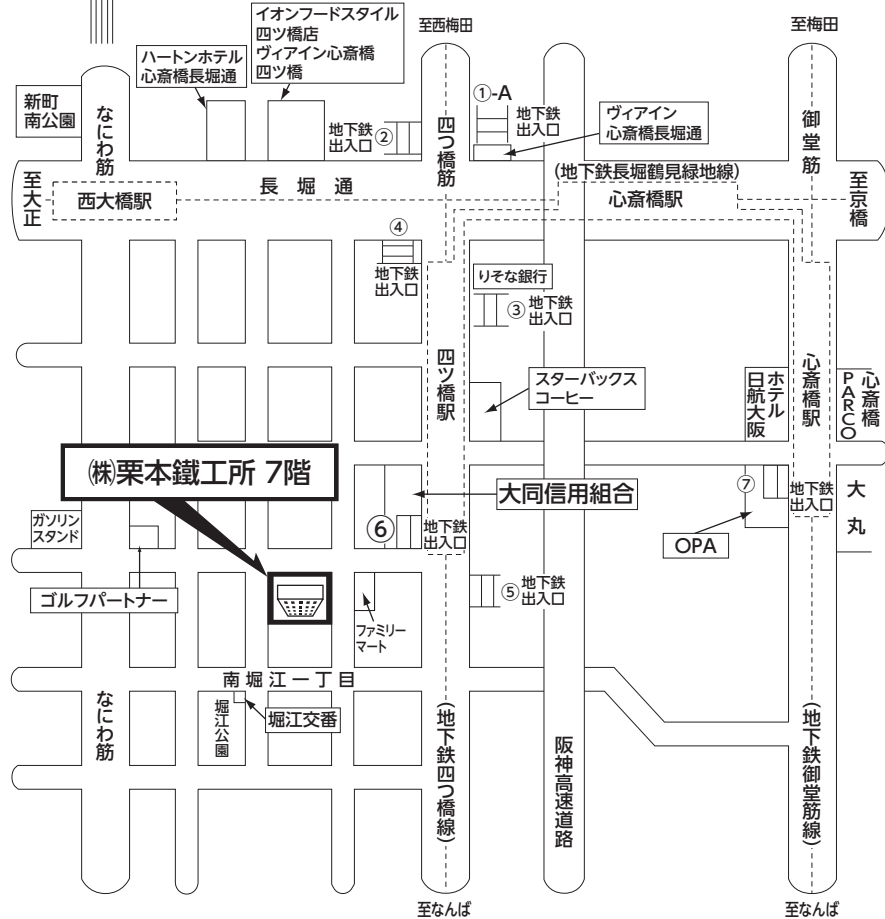 至西梅田
至梅田
イオンフードスタイル
四ツ橋店
ヴィアイン心斎橋
四ツ橋
ハートンホテル
心斎橋長堀通
新町
南公園
なにわ筋
地下鉄
出入口
②
四つ橋筋
①-A
地下鉄
出入口
ヴィアイン
心斎橋長堀通
御堂筋
至大正
西大橋駅
長堀通
(地下鉄長堀鶴見緑地線)
心斎橋駅
至京橋
④
地下鉄
出入口
りそな銀行
③
地下鉄
出入口
四ツ橋駅
スターバックス
コーヒー
ホテル
日航大阪
心斎橋駅
心斎橋
PARCO
㈱栗本鐵工所 7階
大同信用組合
⑦
地下鉄
出入口
大丸
ガソリン
スタンド
⑥
地下鉄
出入口
OPA
ゴルフパートナー
⑤
地下鉄
出入口
ファミリー
マート
南堀江一丁目
なにわ筋
堀江公園
堀江交番
(地下鉄四つ橋線)
阪神高速道路
(地下鉄御堂筋線)
至なんば
至なんば